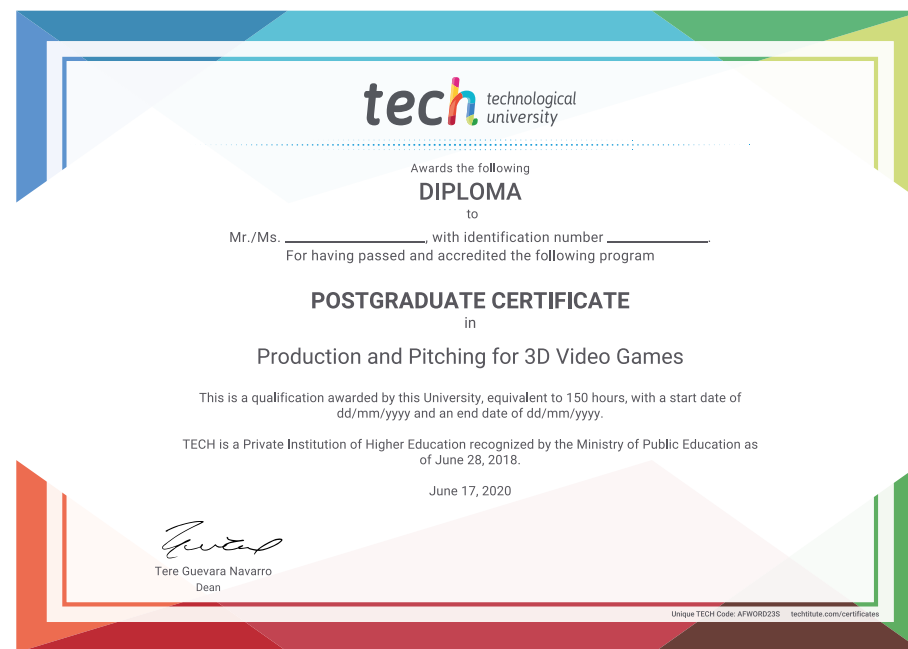 tech technological
university
Awards the following
DIPLOMA
to
Mr./Ms. ____________________, with identification number ______________.
For having passed and accredited the following program
POSTGRADUATE CERTIFICATE
in
Production and Pitching for 3D Video Games
This is a qualification awarded by this University, equivalent to 150 hours, with a start date of
dd/mm/yyyy and an end date of dd/mm/yyyy.
TECH is a Private Institution of Higher Education recognized by the Ministry of Public Education as
of June 28, 2018.
June 17, 2020
Tere Guevara Navarro
Dean
Unique TECH Code: AFWORD23S techtitute.com/certificates